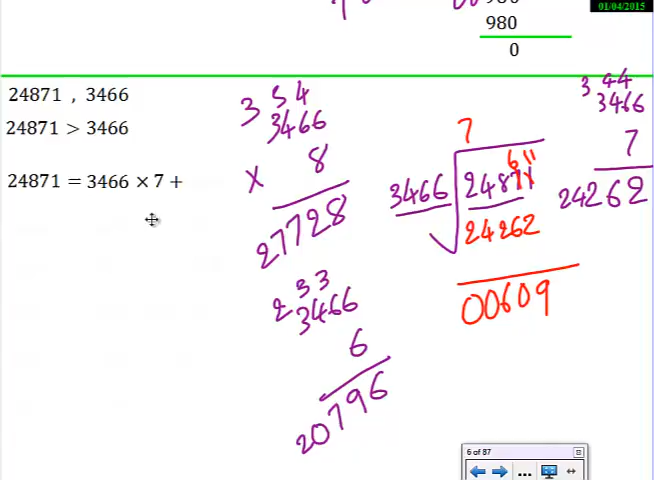 01/04/2015
980
0
24871 , 3466
24871 > 3466
24871 = 3466 × 7 +
3 5 4
3466
× 8
27728
2 3 3
3466
6
20796
7
6 11
3466 24871
24262
00609
3 4 4
3466
7
24262
6 of 87
...